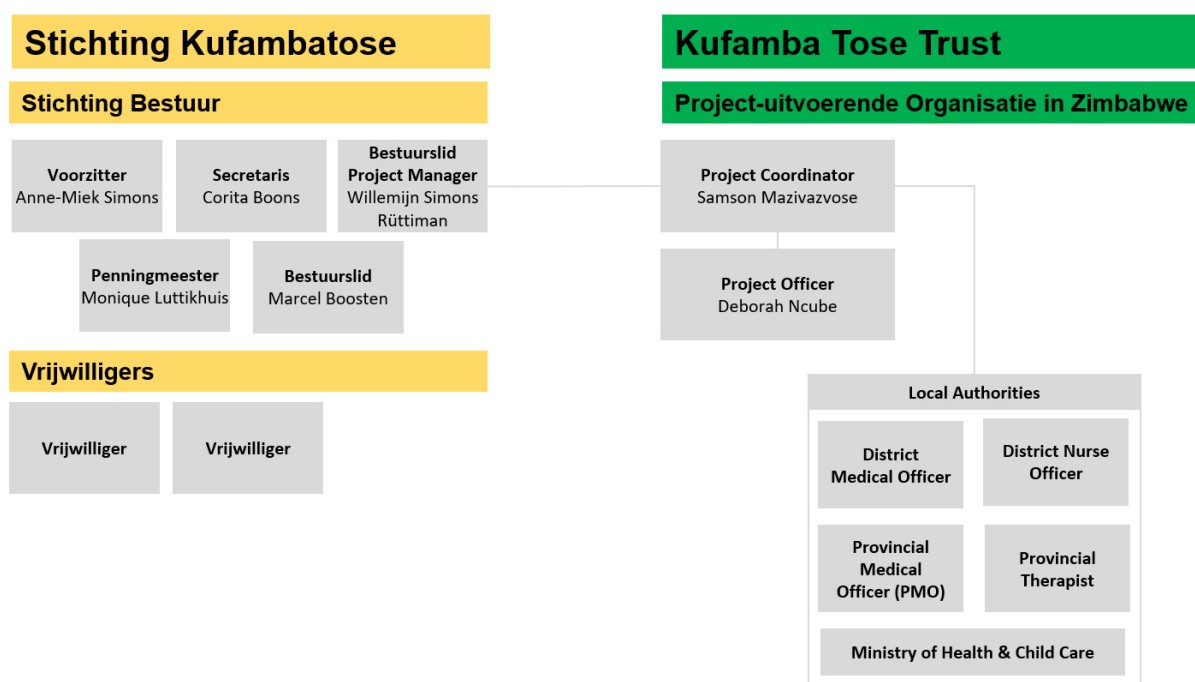 Stichting Kufambatose
Stichting Bestuur
Voorzitter
Anne-Miek Simons
Secretaris
Corita Boons
Bestuurslid
Project Manager
Willemijn Simons
Rüttiman
Penningmeester
Monique Luttikhuis
Bestuurslid
Marcel Boosten
Vrijwilligers
Vrijwilliger
Vrijwilliger
Kufamba Tose Trust
Project-uitvoerende Organisatie in Zimbabwe
Project Coordinator
Samson Mazivazvose
Project Officer
Deborah Ncube
Local Authorities
District
Medical Officer
District Nurse
Officer
Provincial
Medical
Officer (PMO)
Provincial
Therapist
Ministry of Health & Child Care